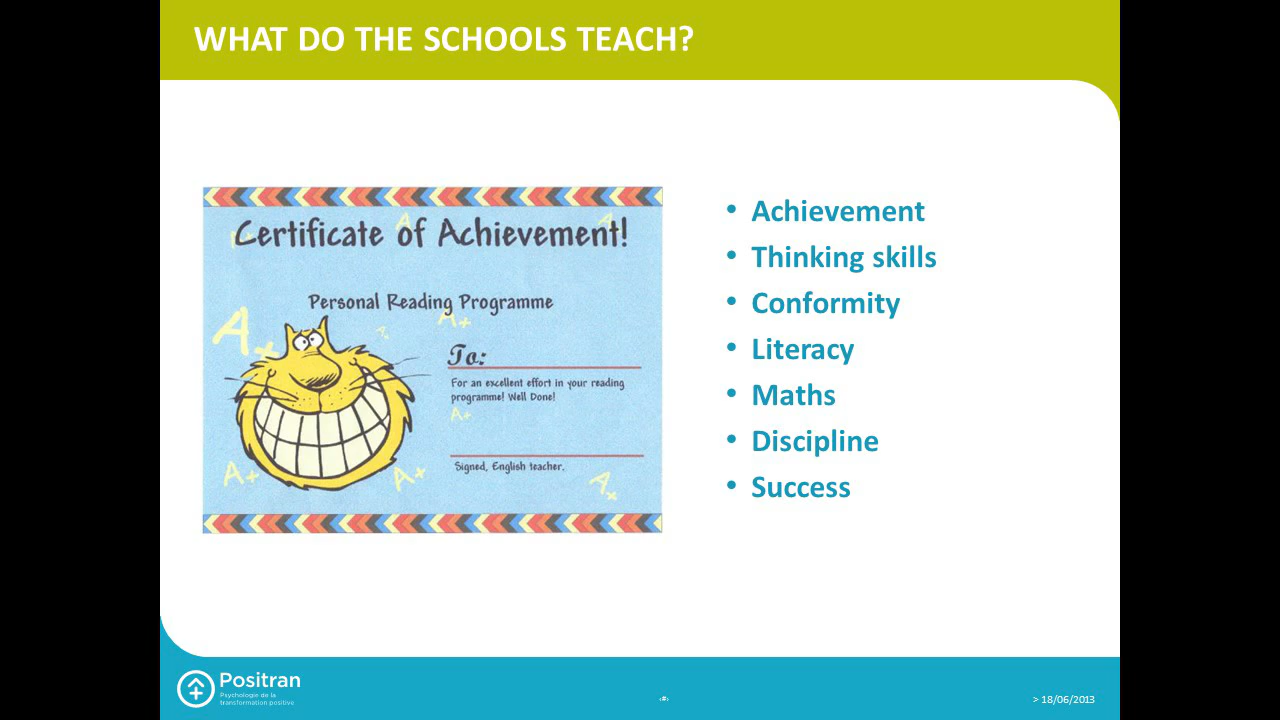 WHAT DO THE SCHOOLS TEACH?
Certificate of Achievement!
Personal Reading Programme
A+
A+
A+
To:
For an excellent effort in your reading
programme! Well Done!
A+
Signed, English teacher.
A+
A+
A+
• Achievement
• Thinking skills
• Conformity
• Literacy
• Maths
• Discipline
• Success
Positran
Psychologie de la
transformation positive
‹#›
> 18/06/2013